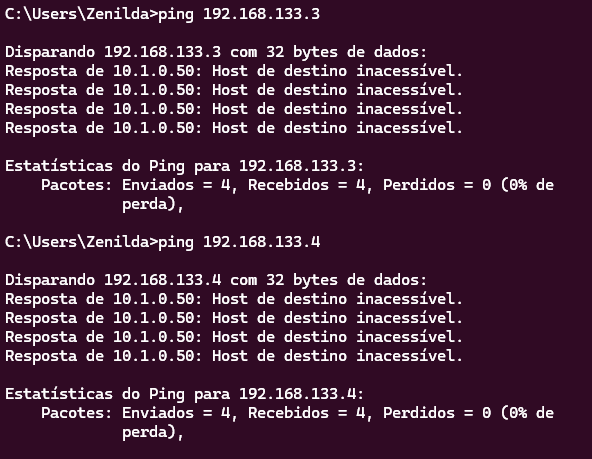 C:\Users\Zenilda>ping 192.168.133.3
Disparando 192.168.133.3 com 32 bytes de dados:
Resposta de 10.1.0.50: Host de destino inacessível.
Resposta de 10.1.0.50: Host de destino inacessível.
Resposta de 10.1.0.50: Host de destino inacessível.
Resposta de 10.1.0.50: Host de destino inacessível.
Estatísticas do Ping para 192.168.133.3:
Pacotes: Enviados = 4, Recebidos = 4, Perdidos = 0 (0% de
perda),
C:\Users\Zenilda>ping 192.168.133.4
Disparando 192.168.133.4 com 32 bytes de dados:
Resposta de 10.1.0.50: Host de destino inacessível.
Resposta de 10.1.0.50: Host de destino inacessível.
Resposta de 10.1.0.50: Host de destino inacessível.
Resposta de 10.1.0.50: Host de destino inacessível.
Estatísticas do Ping para 192.168.133.4:
Pacotes: Enviados = 4, Recebidos = 4, Perdidos = 0 (0% de
perda),